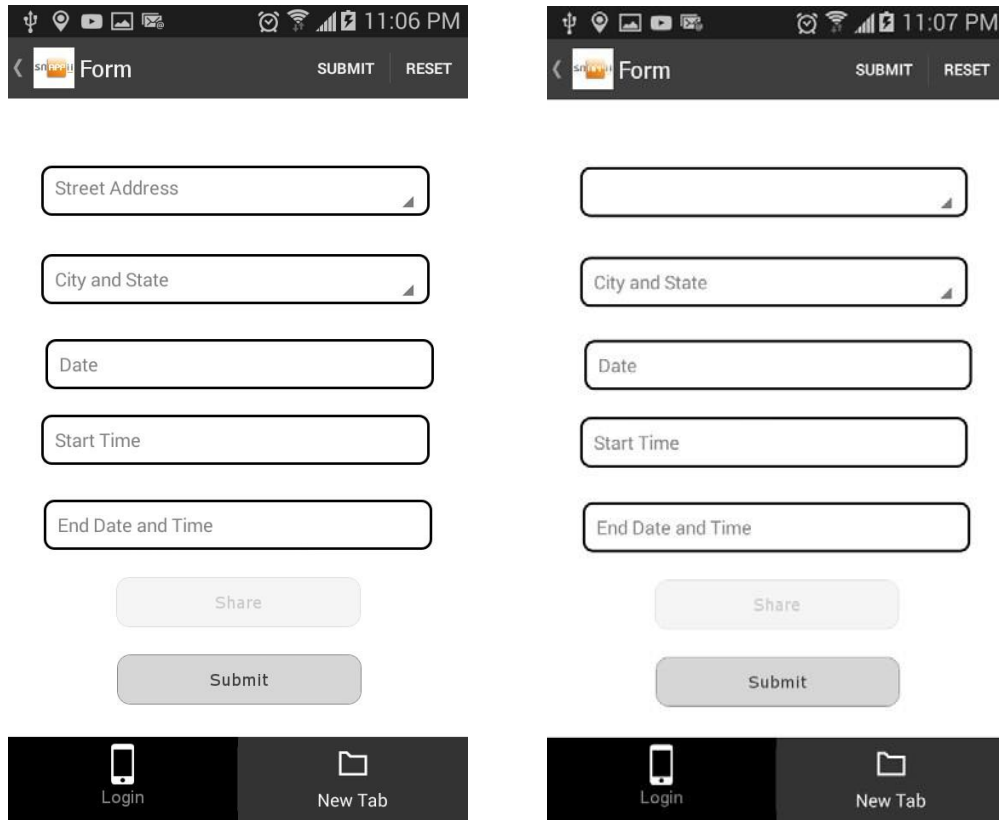 11:06 PM
snappii Form SUBMIT RESET
Street Address
City and State
Date
Start Time
End Date and Time
Share
Submit
Login New Tab
11:07 PM
snappii Form SUBMIT RESET
City and State
Date
Start Time
End Date and Time
Share
Submit
Login New Tab